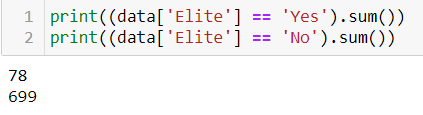 1 print((data['Elite'] == 'Yes').sum())
2 print((data['Elite'] == 'No').sum())
78
699